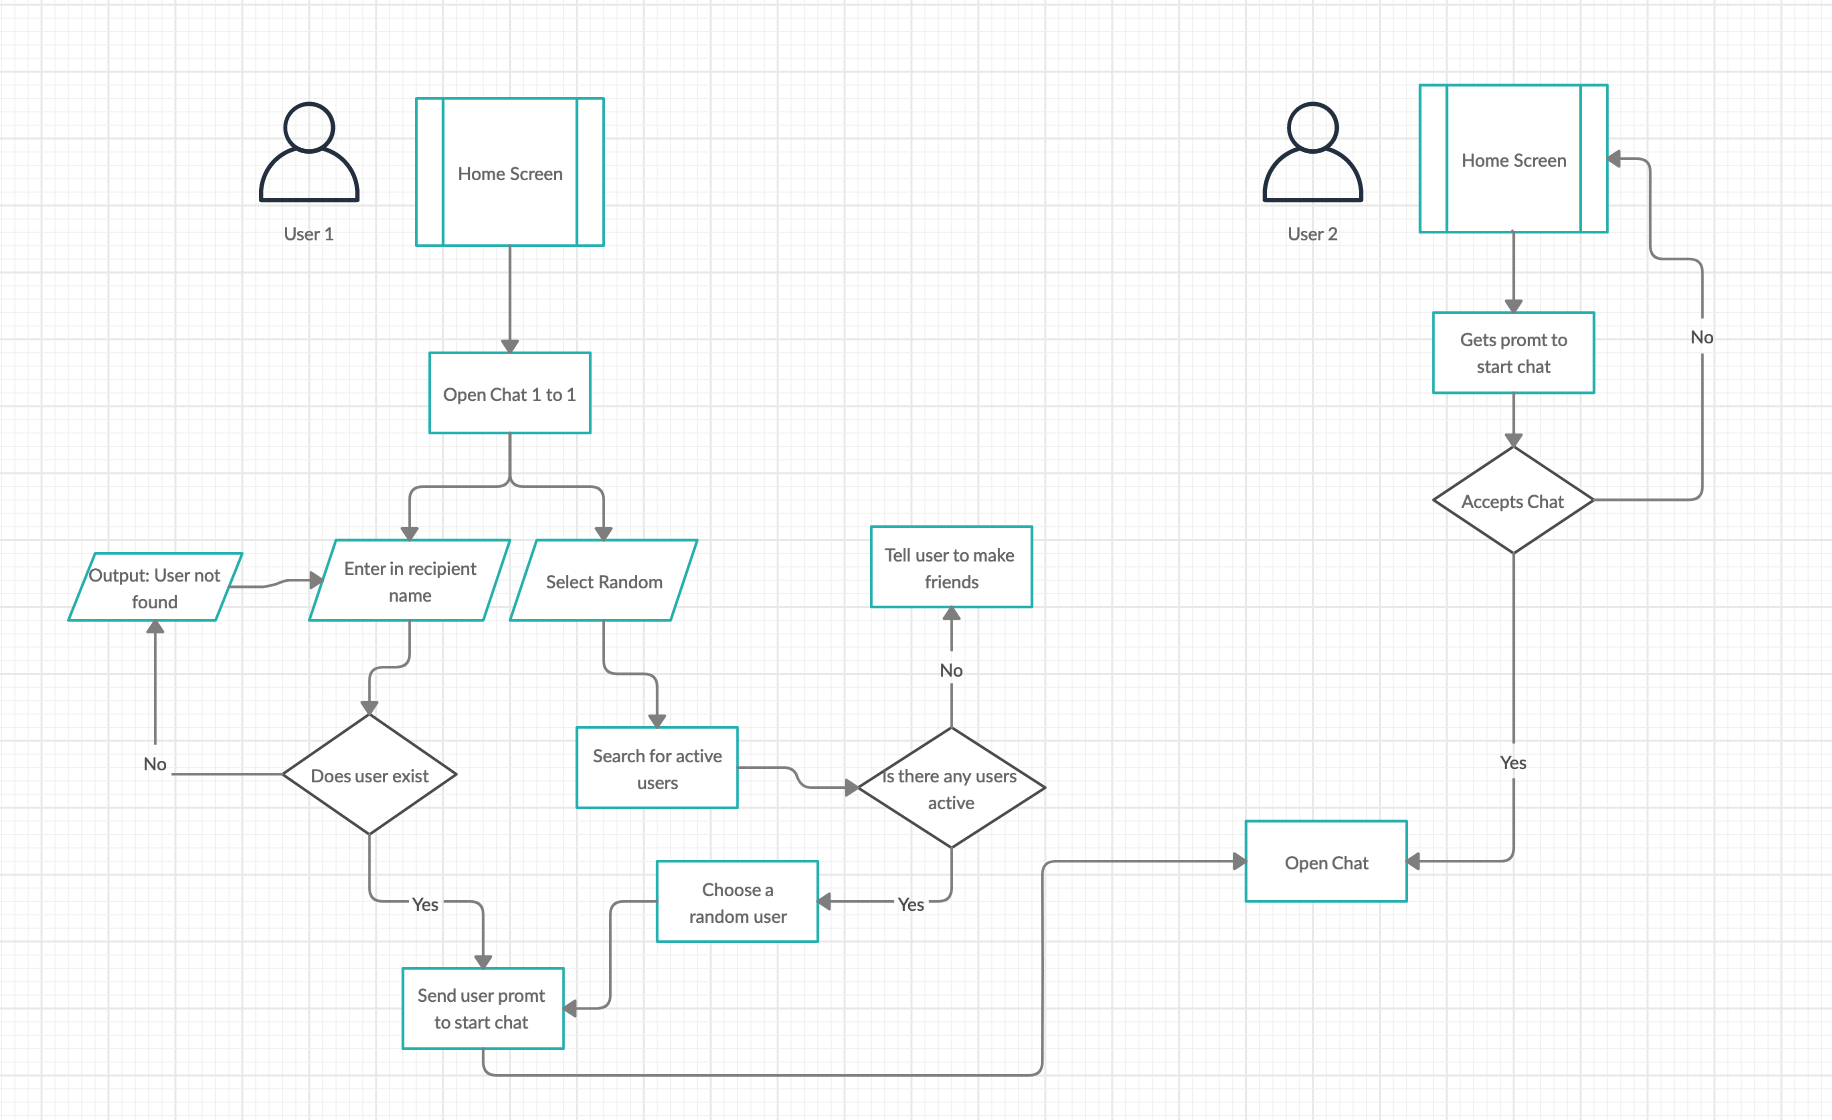 User 1
Home Screen
Open Chat 1 to 1
Output: User not
found
Enter in recipient
name
Select Random
No
Does user exist
Yes
Search for active
users
Is there any users
active
No
Tell user to make
friends
Yes
Choose a
random user
Send user promt
to start chat
User 2
Home Screen
Gets promt to
start chat
No
Accepts Chat
Yes
Open Chat